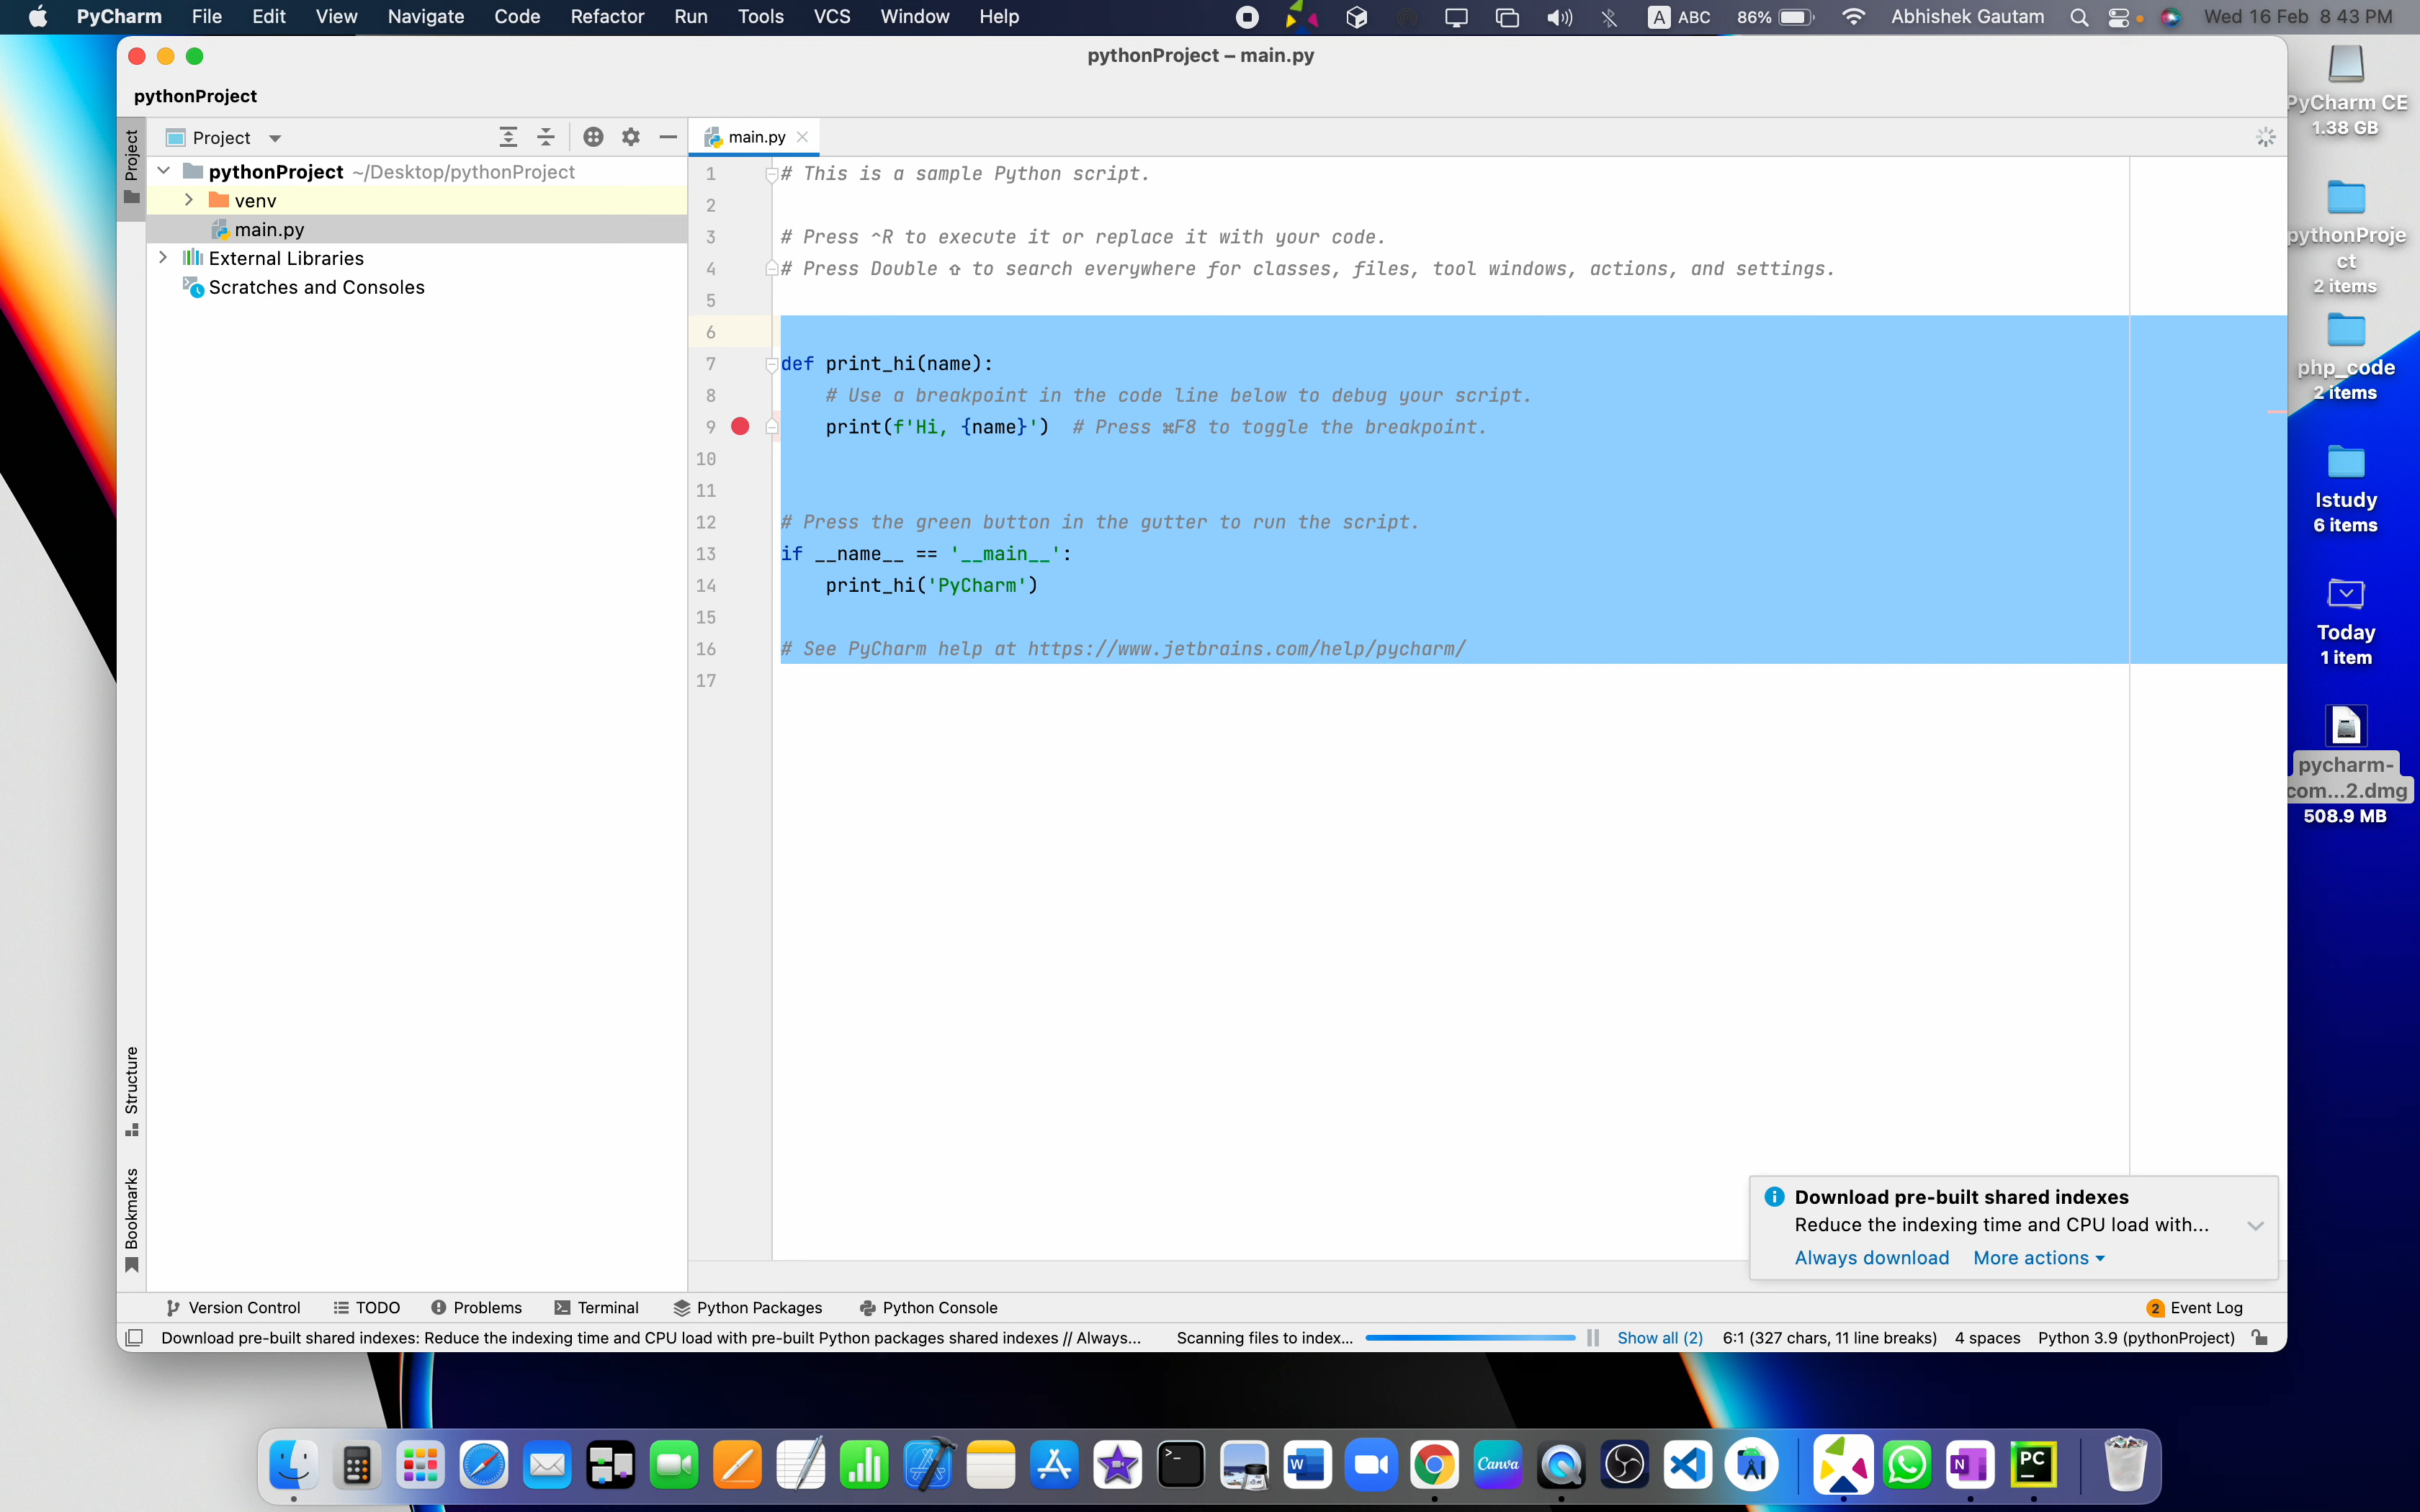 PyCharm File Edit View Navigate Code Refactor Run Tools VCS Window Help A ABC 86% Abhishek Gautam Wed 16 Feb 8 43 PM
pythonProject – main.py
pythonProject
Project
Project
main.py
pythonProject ~/Desktop/pythonProject
venv
main.py
External Libraries
Scratches and Consoles
Structure
Bookmarks
1 # This is a sample Python script.
2
3 # Press ^R to execute it or replace it with your code.
4 # Press Double ⇧ to search everywhere for classes, files, tool windows, actions, and settings.
5
6
7 def print_hi(name):
8 # Use a breakpoint in the code line below to debug your script.
9 print(f'Hi, {name}') # Press ⌘F8 to toggle the breakpoint.
10
11
12 # Press the green button in the gutter to run the script.
13 if __name__ == '__main__':
14 print_hi('PyCharm')
15
16 # See PyCharm help at https://www.jetbrains.com/help/pycharm/
17
PyCharm CE
1.38 GB
pythonProje
ct
2 items
php_code
2 items
Istudy
6 items
Today
1 item
pycharm-
com...2.dmg
508.9 MB
Download pre-built shared indexes
Reduce the indexing time and CPU load with...
Always download More actions
Version Control TODO Problems Terminal Python Packages Python Console 2 Event Log
Download pre-built shared indexes: Reduce the indexing time and CPU load with pre-built Python packages shared indexes // Always... Scanning files to index... Show all (2) 6:1 (327 chars, 11 line breaks) 4 spaces Python 3.9 (pythonProject)
W Canva N PC